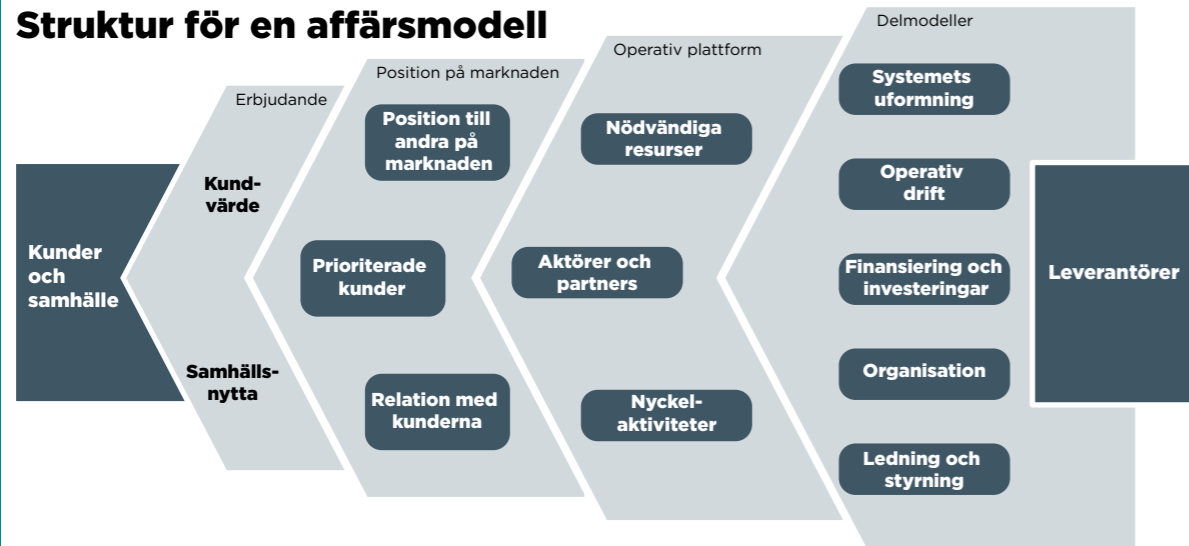 Struktur för en affärsmodell
Kunder
och
samhälle
Erbjudande
Kund-
värde
Samhälls-
nytta
Position på marknaden
Position till
andra på
marknaden
Prioriterade
kunder
Relation med
kunderna
Operativ plattform
Nödvändiga
resurser
Aktörer och
partners
Nyckel-
aktiviteter
Delmodeller
Systemets
uformning
Operativ
drift
Finansiering och
investeringar
Organisation
Ledning och
styrning
Leverantörer